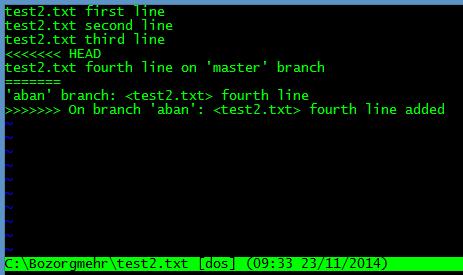 test2.txt first line
test2.txt second line
test2.txt third line
<<<<<<< HEAD
test2.txt fourth line on 'master' branch
=======
'aban' branch: <test2.txt> fourth line
>>>>>>> On branch 'aban': <test2.txt> fourth line added
~
~
~
~
~
~
~
~
~
~
C:\Bozorgmehr\test2.txt [dos] (09:33 23/11/2014)